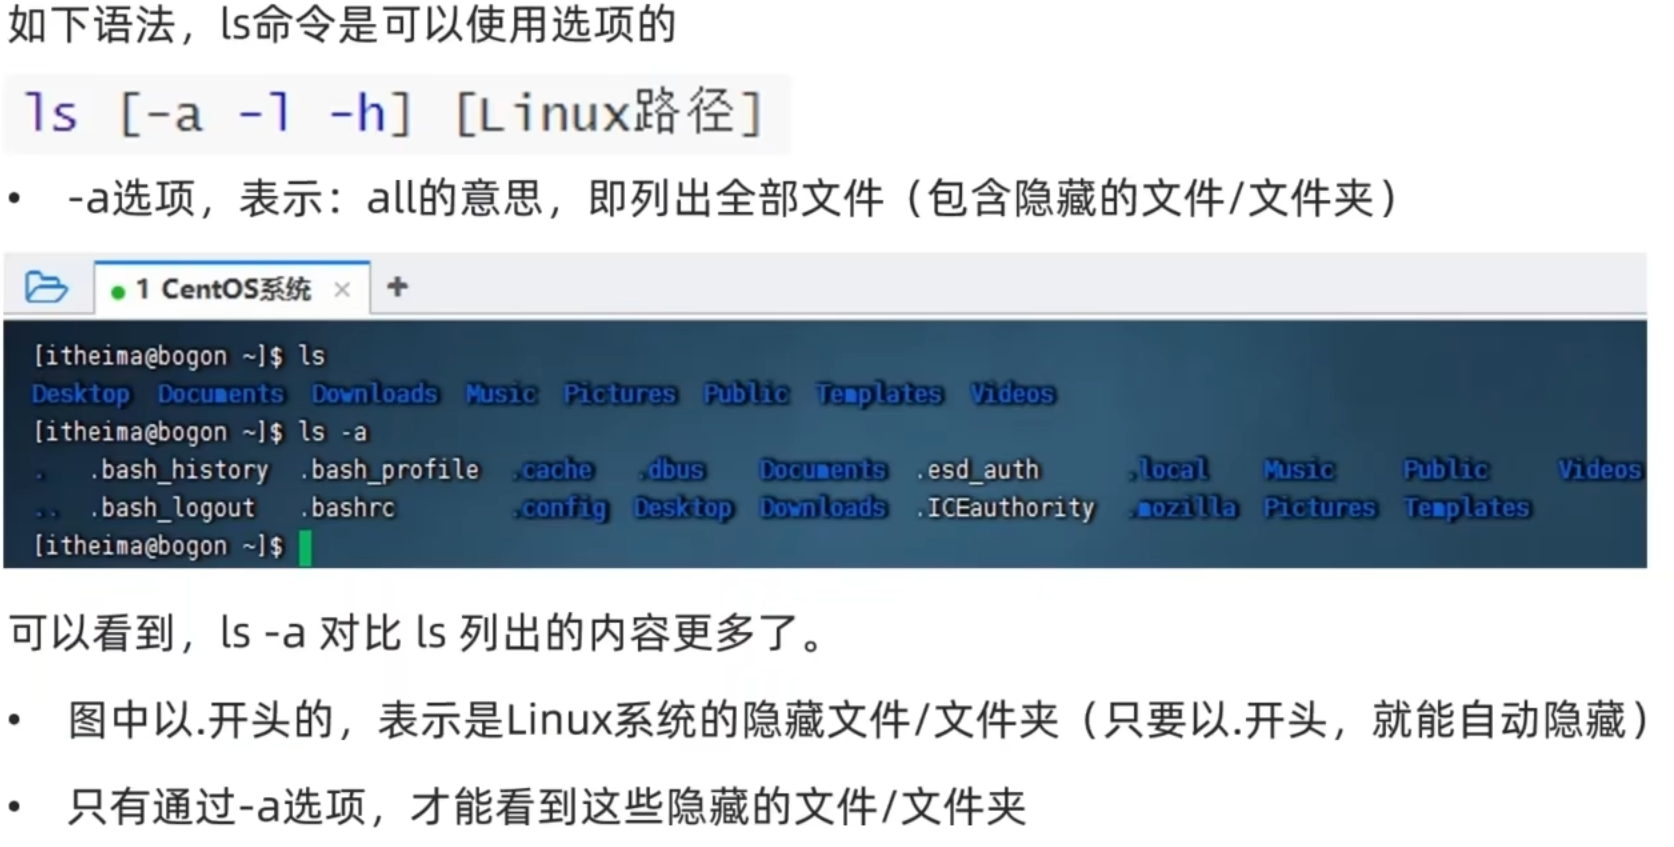 如下语法，ls命令是可以使用选项的
ls [-a -l -h] [Linux路径]
• -a选项，表示：all的意思，即列出全部文件（包含隐藏的文件/文件夹）
1 CentOS系统 × +
[itheima@bogon ~]$ ls
Desktop Documents Downloads Music Pictures Public Templates Videos
[itheima@bogon ~]$ ls -a
. .bash_history .bash_profile .cache .dbus Documents .esd_auth .local Music Public Videos
.. .bash_logout .bashrc .config Desktop Downloads .ICEauthority .mozilla Pictures Templates
[itheima@bogon ~]$
可以看到，ls -a 对比 ls 列出的内容更多了。
• 图中以.开头的，表示是Linux系统的隐藏文件/文件夹（只要以.开头，就能自动隐藏）
• 只有通过-a选项，才能看到这些隐藏的文件/文件夹